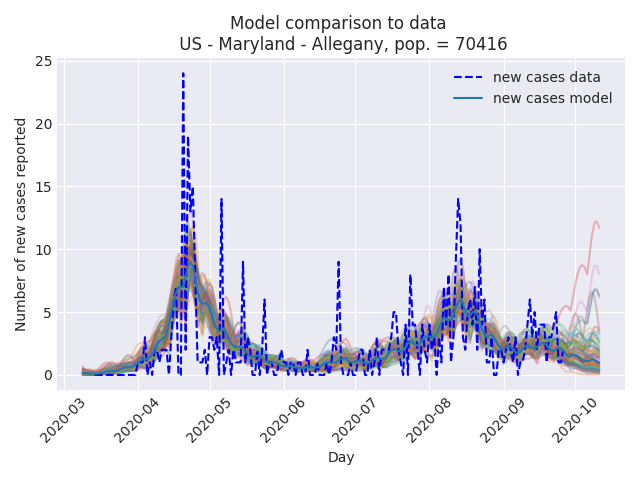 Model comparison to data
US - Maryland - Allegany, pop. = 70416
new cases data
new cases model
Number of new cases reported
25
20
15
10
5
0
2020-03
2020-04
2020-05
2020-06
2020-07
2020-08
2020-09
2020-10
Day